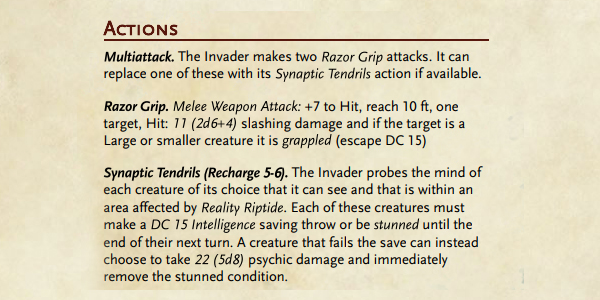 Actions
Multiattack. The Invader makes two Razor Grip attacks. It can
replace one of these with its Synaptic Tendrils action if available.
Razor Grip. Melee Weapon Attack: +7 to Hit, reach 10 ft, one
target, Hit: 11 (2d6+4) slashing damage and if the target is a
Large or smaller creature it is grappled (escape DC 15)
Synaptic Tendrils (Recharge 5-6). The Invader probes the mind of
each creature of its choice that it can see and that is within an
area affected by Reality Riptide. Each of these creatures must
make a DC 15 Intelligence saving throw or be stunned until the
end of their next turn. A creature that fails the save can instead
choose to take 22 (5d8) psychic damage and immediately
remove the stunned condition.